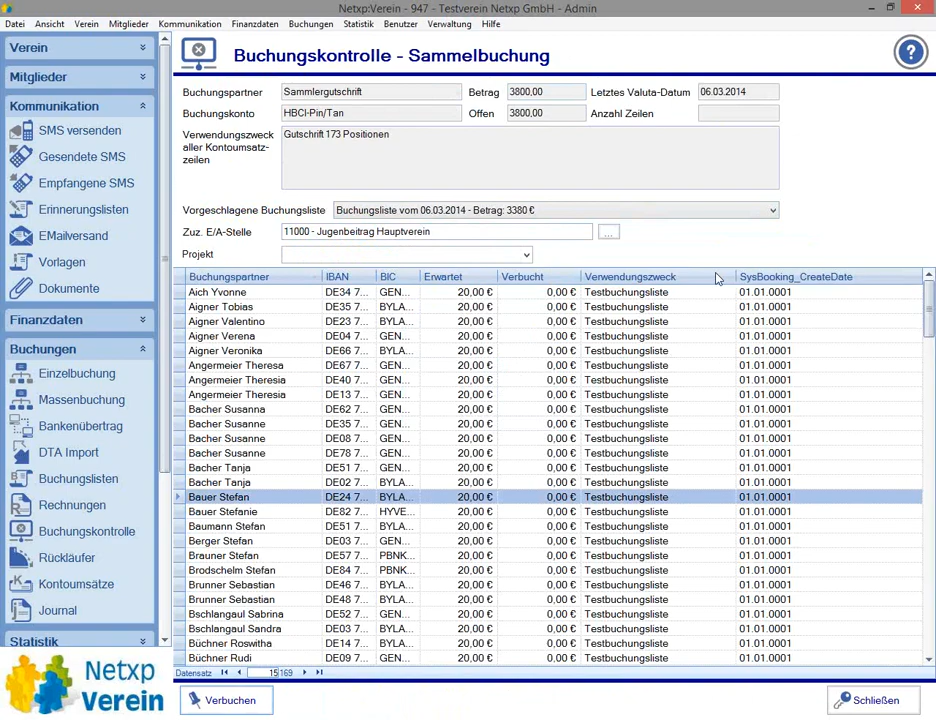 Netxp:Verein - 947 - Testverein Netxp GmbH - Admin
Datei Ansicht Verein Mitglieder Kommunikation Finanzdaten Buchungen Statistik Benutzer Verwaltung Hilfe
Verein
Mitglieder
Kommunikation
SMS versenden
Gesendete SMS
Empfangene SMS
Erinnerungslisten
EMailversand
Vorlagen
Dokumente
Finanzdaten
Buchungen
Einzelbuchung
Massenbuchung
Bankenübertrag
DTA Import
Buchungslisten
Rechnungen
Buchungskontrolle
Rückläufer
Kontoumsätze
Journal
Statistik
Netxp
Verein
Buchungskontrolle - Sammelbuchung
Buchungspartner Sammlergutschrift Betrag 3800,00 Letztes Valuta-Datum 06.03.2014
Buchungskonto HBCI-Pin/Tan Offen 3800,00 Anzahl Zeilen
Verwendungszweck aller Kontoumsatz-zeilen Gutschrift 173 Positionen
Vorgeschlagene Buchungsliste Buchungsliste vom 06.03.2014 - Betrag: 3380 €
Zuz. E/A-Stelle 11000 - Jugenbeitrag Hauptverein ...
Projekt
Buchungspartner IBAN BIC Erwartet Verbucht Verwendungszweck SysBooking_CreateDate
Aich Yvonne DE34 7... GEN... 20,00 € 0,00 € Testbuchungsliste 01.01.0001
Aigner Tobias DE35 7... BYLA... 20,00 € 0,00 € Testbuchungsliste 01.01.0001
Aigner Valentino DE23 7... BYLA... 20,00 € 0,00 € Testbuchungsliste 01.01.0001
Aigner Verena DE04 7... GEN... 20,00 € 0,00 € Testbuchungsliste 01.01.0001
Aigner Veronika DE66 7... BYLA... 20,00 € 0,00 € Testbuchungsliste 01.01.0001
Angermeier Theresa DE67 7... GEN... 20,00 € 0,00 € Testbuchungsliste 01.01.0001
Angermeier Theresia DE40 7... GEN... 20,00 € 0,00 € Testbuchungsliste 01.01.0001
Angermeier Theresia DE13 7... GEN... 20,00 € 0,00 € Testbuchungsliste 01.01.0001
Bacher Susanna DE62 7... GEN... 20,00 € 0,00 € Testbuchungsliste 01.01.0001
Bacher Susanne DE35 7... GEN... 20,00 € 0,00 € Testbuchungsliste 01.01.0001
Bacher Susanne DE08 7... GEN... 20,00 € 0,00 € Testbuchungsliste 01.01.0001
Bacher Susanne DE78 7... GEN... 20,00 € 0,00 € Testbuchungsliste 01.01.0001
Bacher Tanja DE51 7... GEN... 20,00 € 0,00 € Testbuchungsliste 01.01.0001
Bacher Tanja DE02 7... BYLA... 20,00 € 0,00 € Testbuchungsliste 01.01.0001
Bauer Stefan DE24 7... BYLA... 20,00 € 0,00 € Testbuchungsliste 01.01.0001
Bauer Stefanie DE82 7... HYVE... 20,00 € 0,00 € Testbuchungsliste 01.01.0001
Baumann Stefan DE51 7... BYLA... 20,00 € 0,00 € Testbuchungsliste 01.01.0001
Berger Stefan DE03 7... GEN... 20,00 € 0,00 € Testbuchungsliste 01.01.0001
Brauner Stefan DE57 7... PBNK... 20,00 € 0,00 € Testbuchungsliste 01.01.0001
Brodschelm Stefan DE84 7... PBNK... 20,00 € 0,00 € Testbuchungsliste 01.01.0001
Brunner Sebastian DE46 7... BYLA... 20,00 € 0,00 € Testbuchungsliste 01.01.0001
Brunner Sebastian DE48 7... BYLA... 20,00 € 0,00 € Testbuchungsliste 01.01.0001
Bschlangaul Sabrina DE52 7... GEN... 20,00 € 0,00 € Testbuchungsliste 01.01.0001
Bschlangaul Sandra DE03 7... BYLA... 20,00 € 0,00 € Testbuchungsliste 01.01.0001
Büchner Roswitha DE14 7... BYLA... 20,00 € 0,00 € Testbuchungsliste 01.01.0001
Büchner Rudi DE09 7... GEN... 20,00 € 0,00 € Testbuchungsliste 01.01.0001
Datensatz 15|169
Verbuchen
Schließen